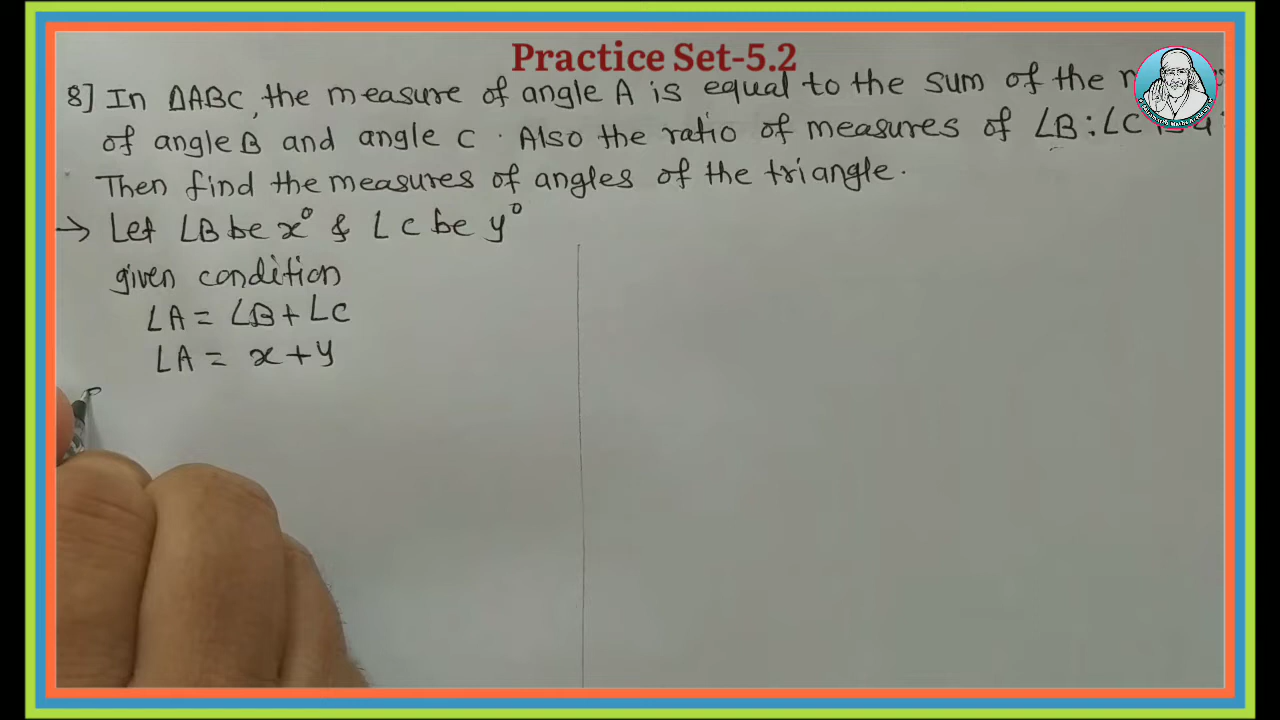 Practice Set-5.2
8] In ΔABC, the measure of angle A is equal to the sum of the
of angle B and angle C. Also the ratio of measures of ∠B:∠C
Then find the measures of angles of the triangle.
→ Let ∠B be x° & ∠C be y°
given condition
∠A = ∠B + ∠C
∠A = x + y